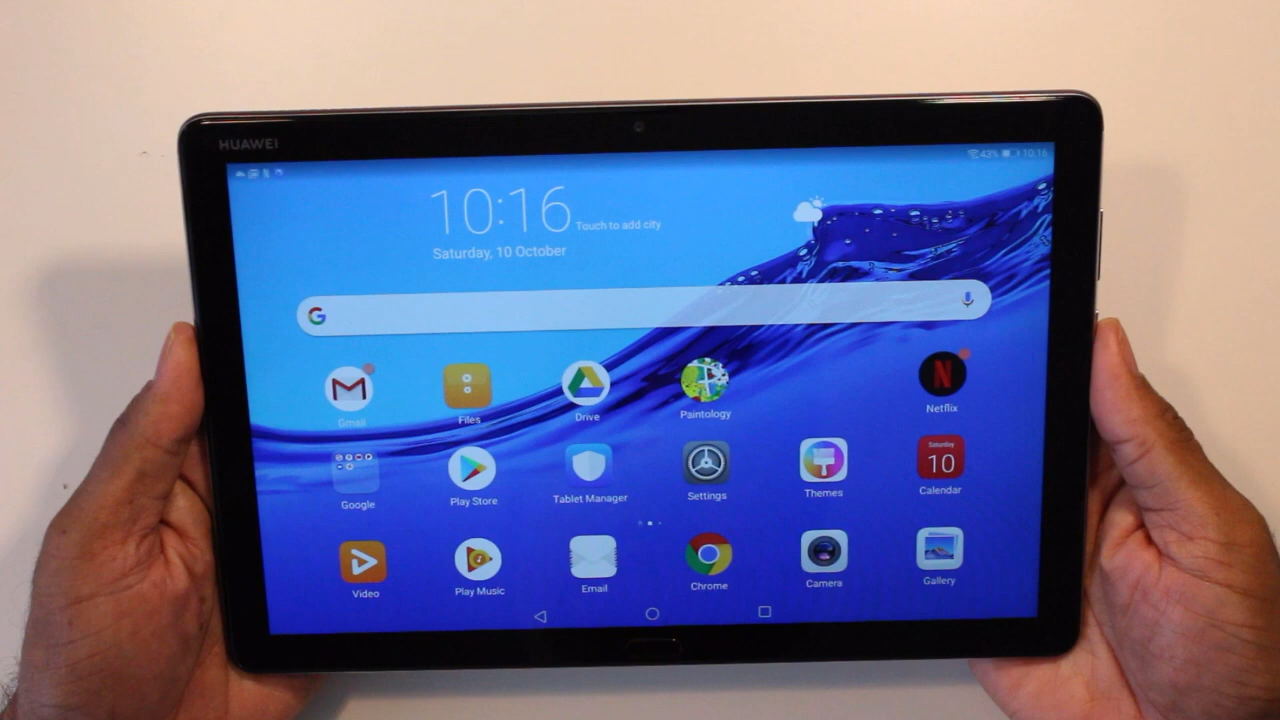 HUAWEI
43% 10:16
10:16 Touch to add city
Saturday, 10 October
Gmail Files Drive Paintology Netflix
Saturday
10
Google Play Store Tablet Manager Settings Themes Calendar
Video Play Music Email Chrome Camera Gallery